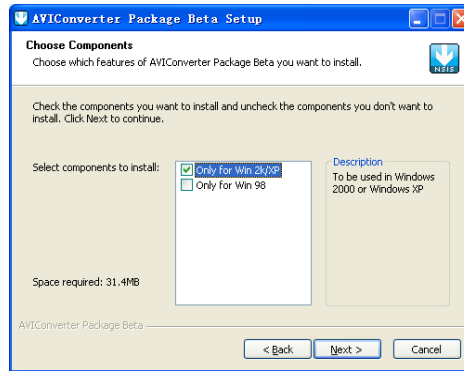 AVIConverter Package Beta Setup
Choose Components
Choose which features of AVIConverter Package Beta you want to install.
NSIS
Check the components you want to install and uncheck the components you don't want to
install. Click Next to continue.
Select components to install:
Only for Win 2k/XP
Only for Win 98
Description
To be used in Windows
2000 or Windows XP
Space required: 31.4MB
AVIConverter Package Beta
< Back
Next >
Cancel